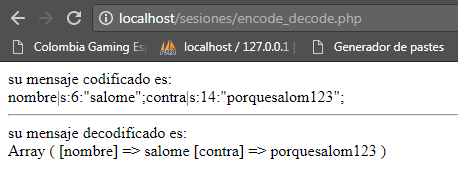 localhost/sesiones/encode_decode.php
Colombia Gaming Esp
localhost / 127.0.0.1
Generador de pastes
su mensaje codificado es:
nombre|s:6:"salome";contra|s:14:"porquesalom123";
su mensaje decodificado es:
Array ( [nombre] => salome [contra] => porquesalom123 )